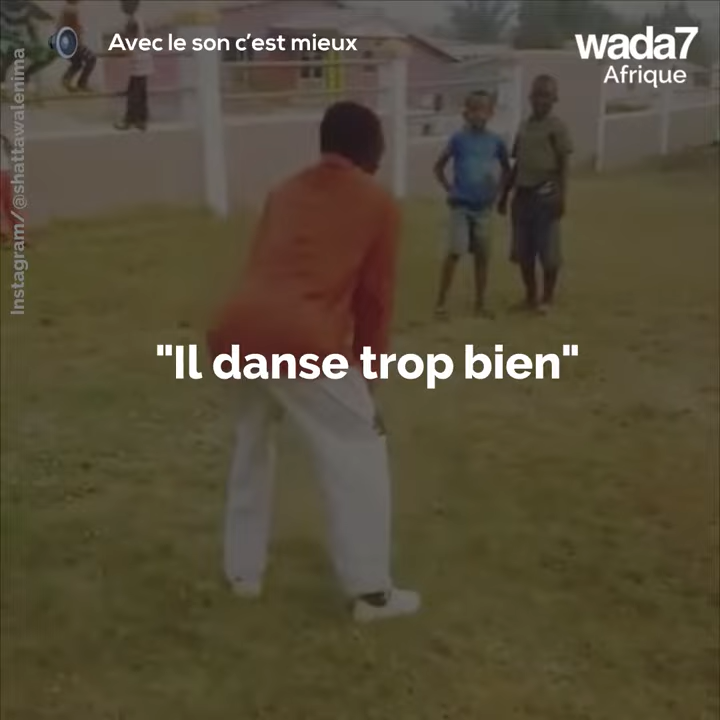 Avec le son c'est mieux
wada7
Afrique
Instagram/@shattawalenima
"Il danse trop bien"